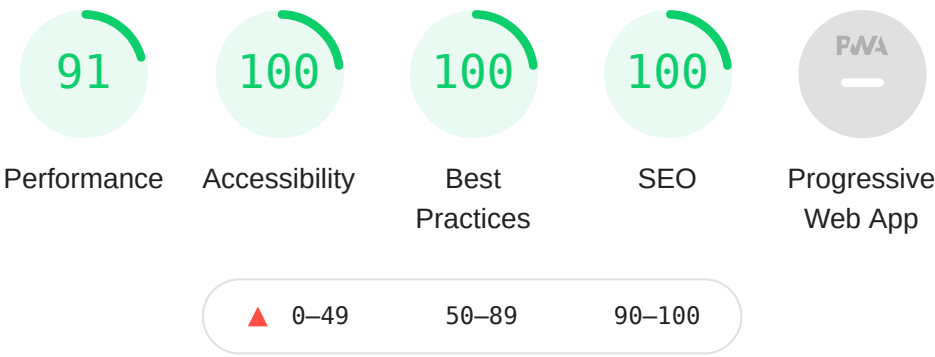 91
100
100
100
PWA
Performance
Accessibility
Best
Practices
SEO
Progressive
Web App
0–49
50–89
90–100